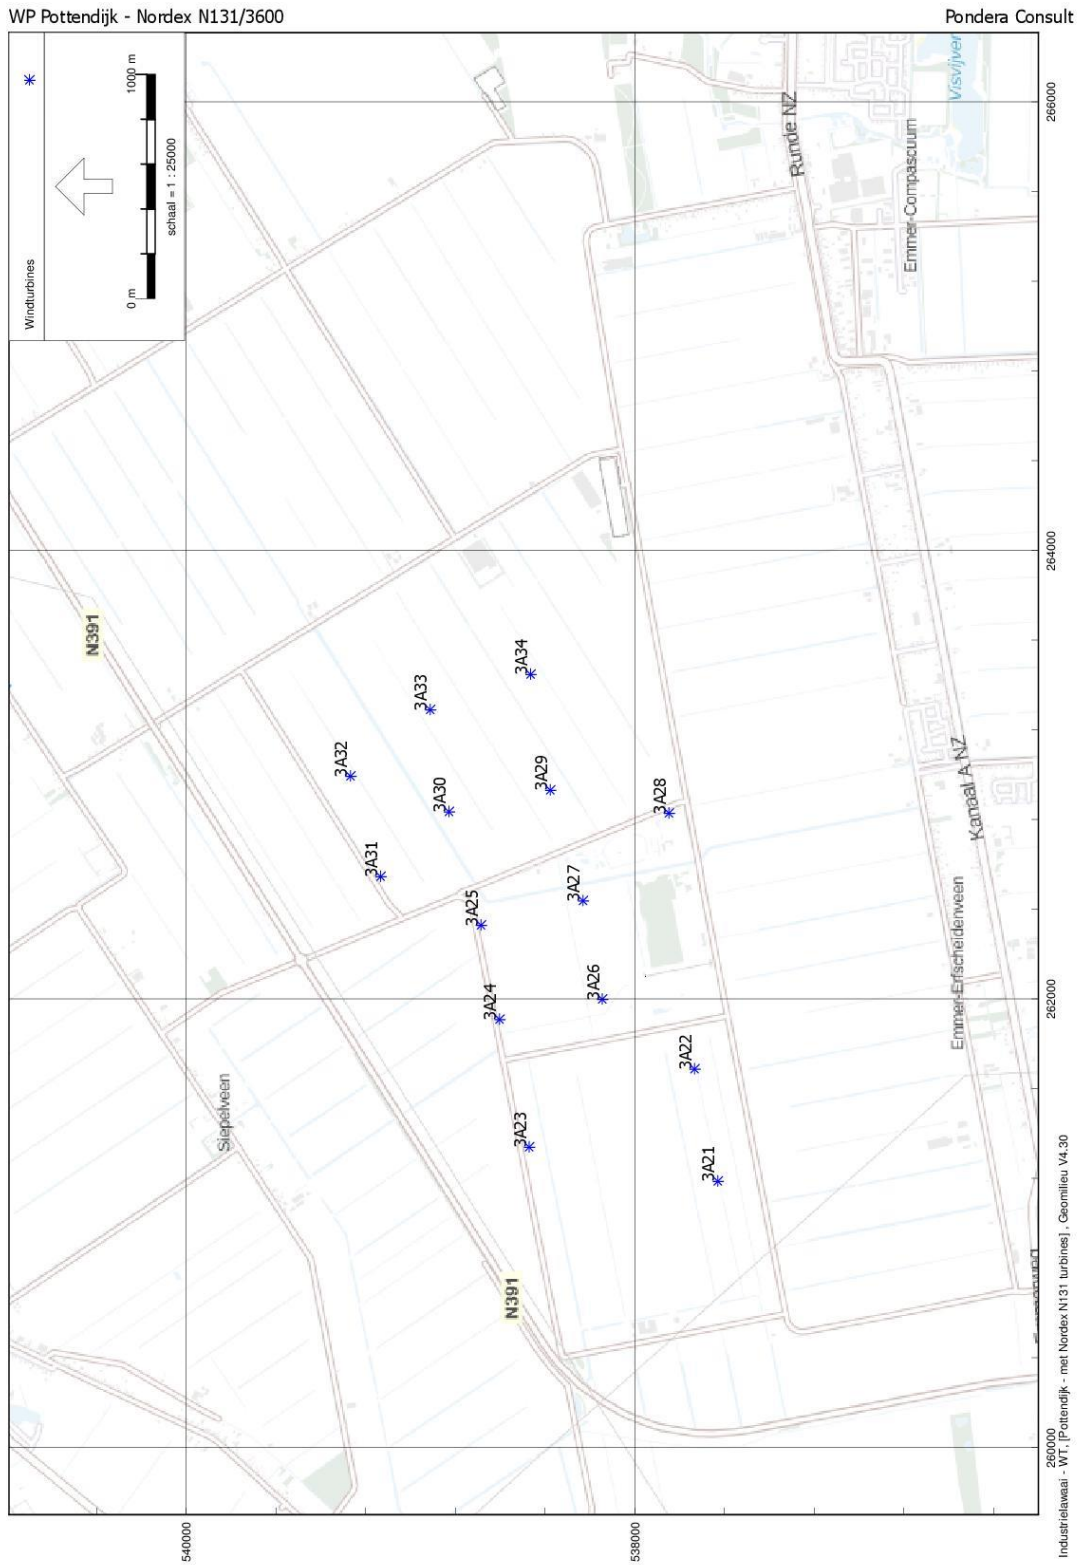 WP Pottendijk - Nordex N131/3600
Pondera Consult
Windturbines
0 m
1000 m
schaal = 1 : 25000
Visvijver
Runde NZ
Emmer-Compascuum
266000
N391
264000
3A34
3A33
3A32
3A30
3A29
3A28
3A31
3A27
3A25
Kanaal A NZ
Emmer-Erfscheidenveen
3A26
3A24
262000
3A22
3A23
3A21
Siepelveen
N391
260000
540000
538000
Industrielawaai - WT, [Pottendijk - met Nordex N131 turbines] , Geomilieu V4.30